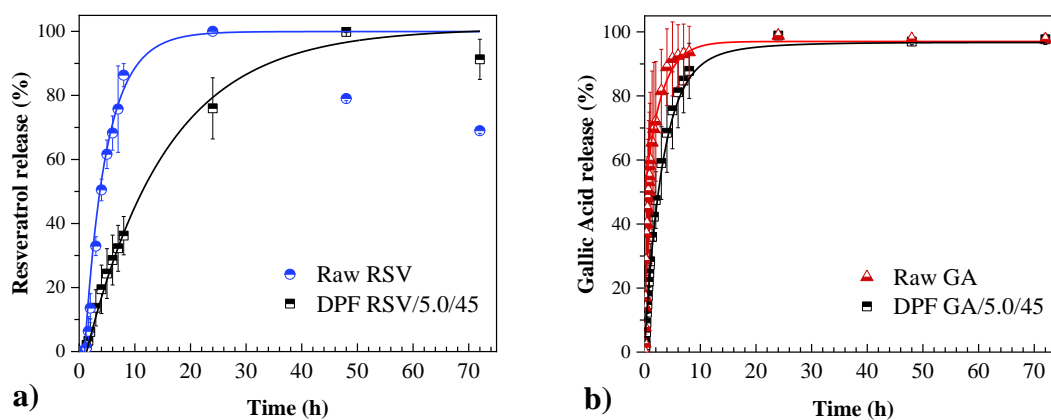 100
80
60
40
20
0
Resveratrol release (%)
Raw RSV
DPF RSV/5.0/45
0 10 20 30 40 50 60 70
Time (h)
a)
100
80
60
40
20
0
Gallic Acid release (%)
Raw GA
DPF GA/5.0/45
0 10 20 30 40 50 60 70
Time (h)
b)